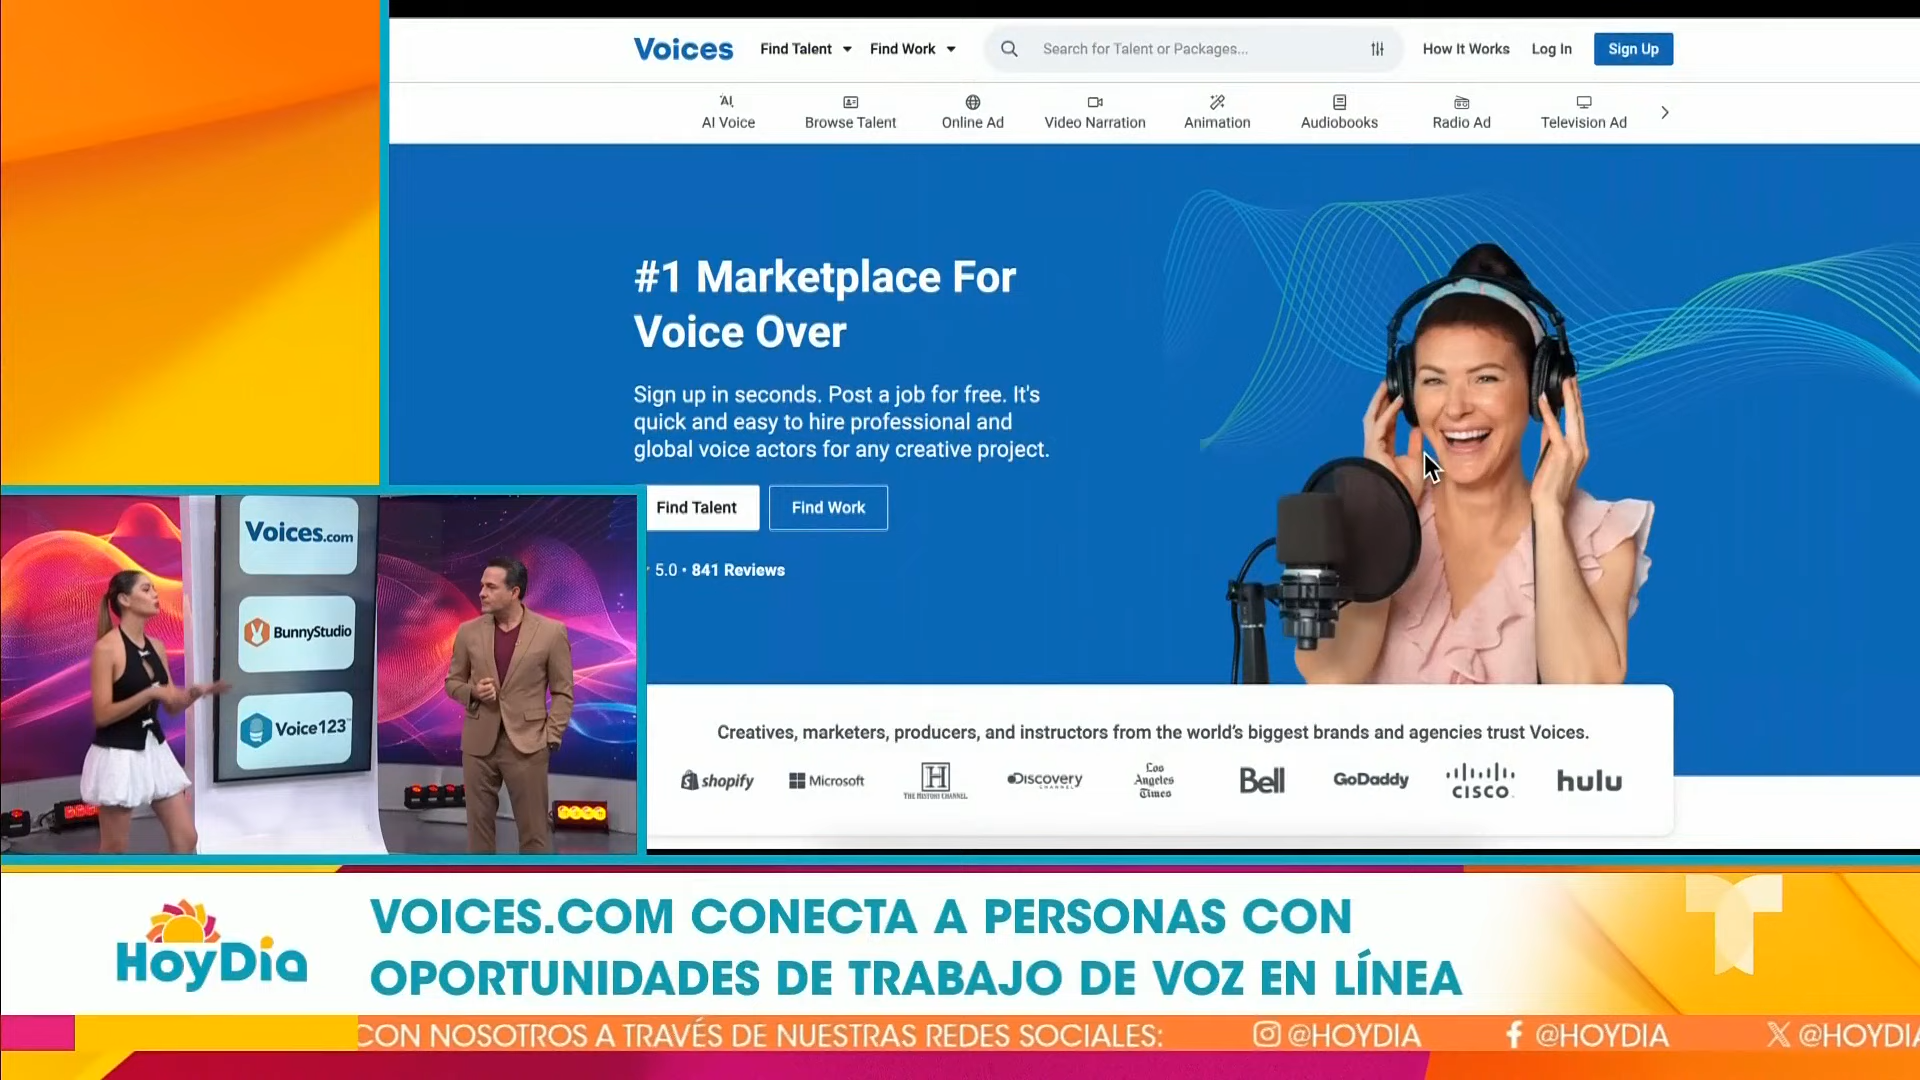 Voices Find Talent Find Work Search for Talent or Packages... How It Works Log In Sign Up
AI
AI Voice Browse Talent Online Ad Video Narration Animation Audiobooks Radio Ad Television Ad
#1 Marketplace For
Voice Over
Sign up in seconds. Post a job for free. It's
quick and easy to hire professional and
global voice actors for any creative project.
Find Talent Find Work
5.0 • 841 Reviews
Creatives, marketers, producers, and instructors from the world's biggest brands and agencies trust Voices.
shopify Microsoft H THE HISTORY CHANNEL Discovery CHANNEL Los Angeles Times Bell GoDaddy CISCO hulu
Voices.com
BunnyStudio
Voice123
HoyDía
VOICES.COM CONECTA A PERSONAS CON
OPORTUNIDADES DE TRABAJO DE VOZ EN LÍNEA
CON NOSOTROS A TRAVÉS DE NUESTRAS REDES SOCIALES: @HOYDIA @HOYDIA @HOYDIA